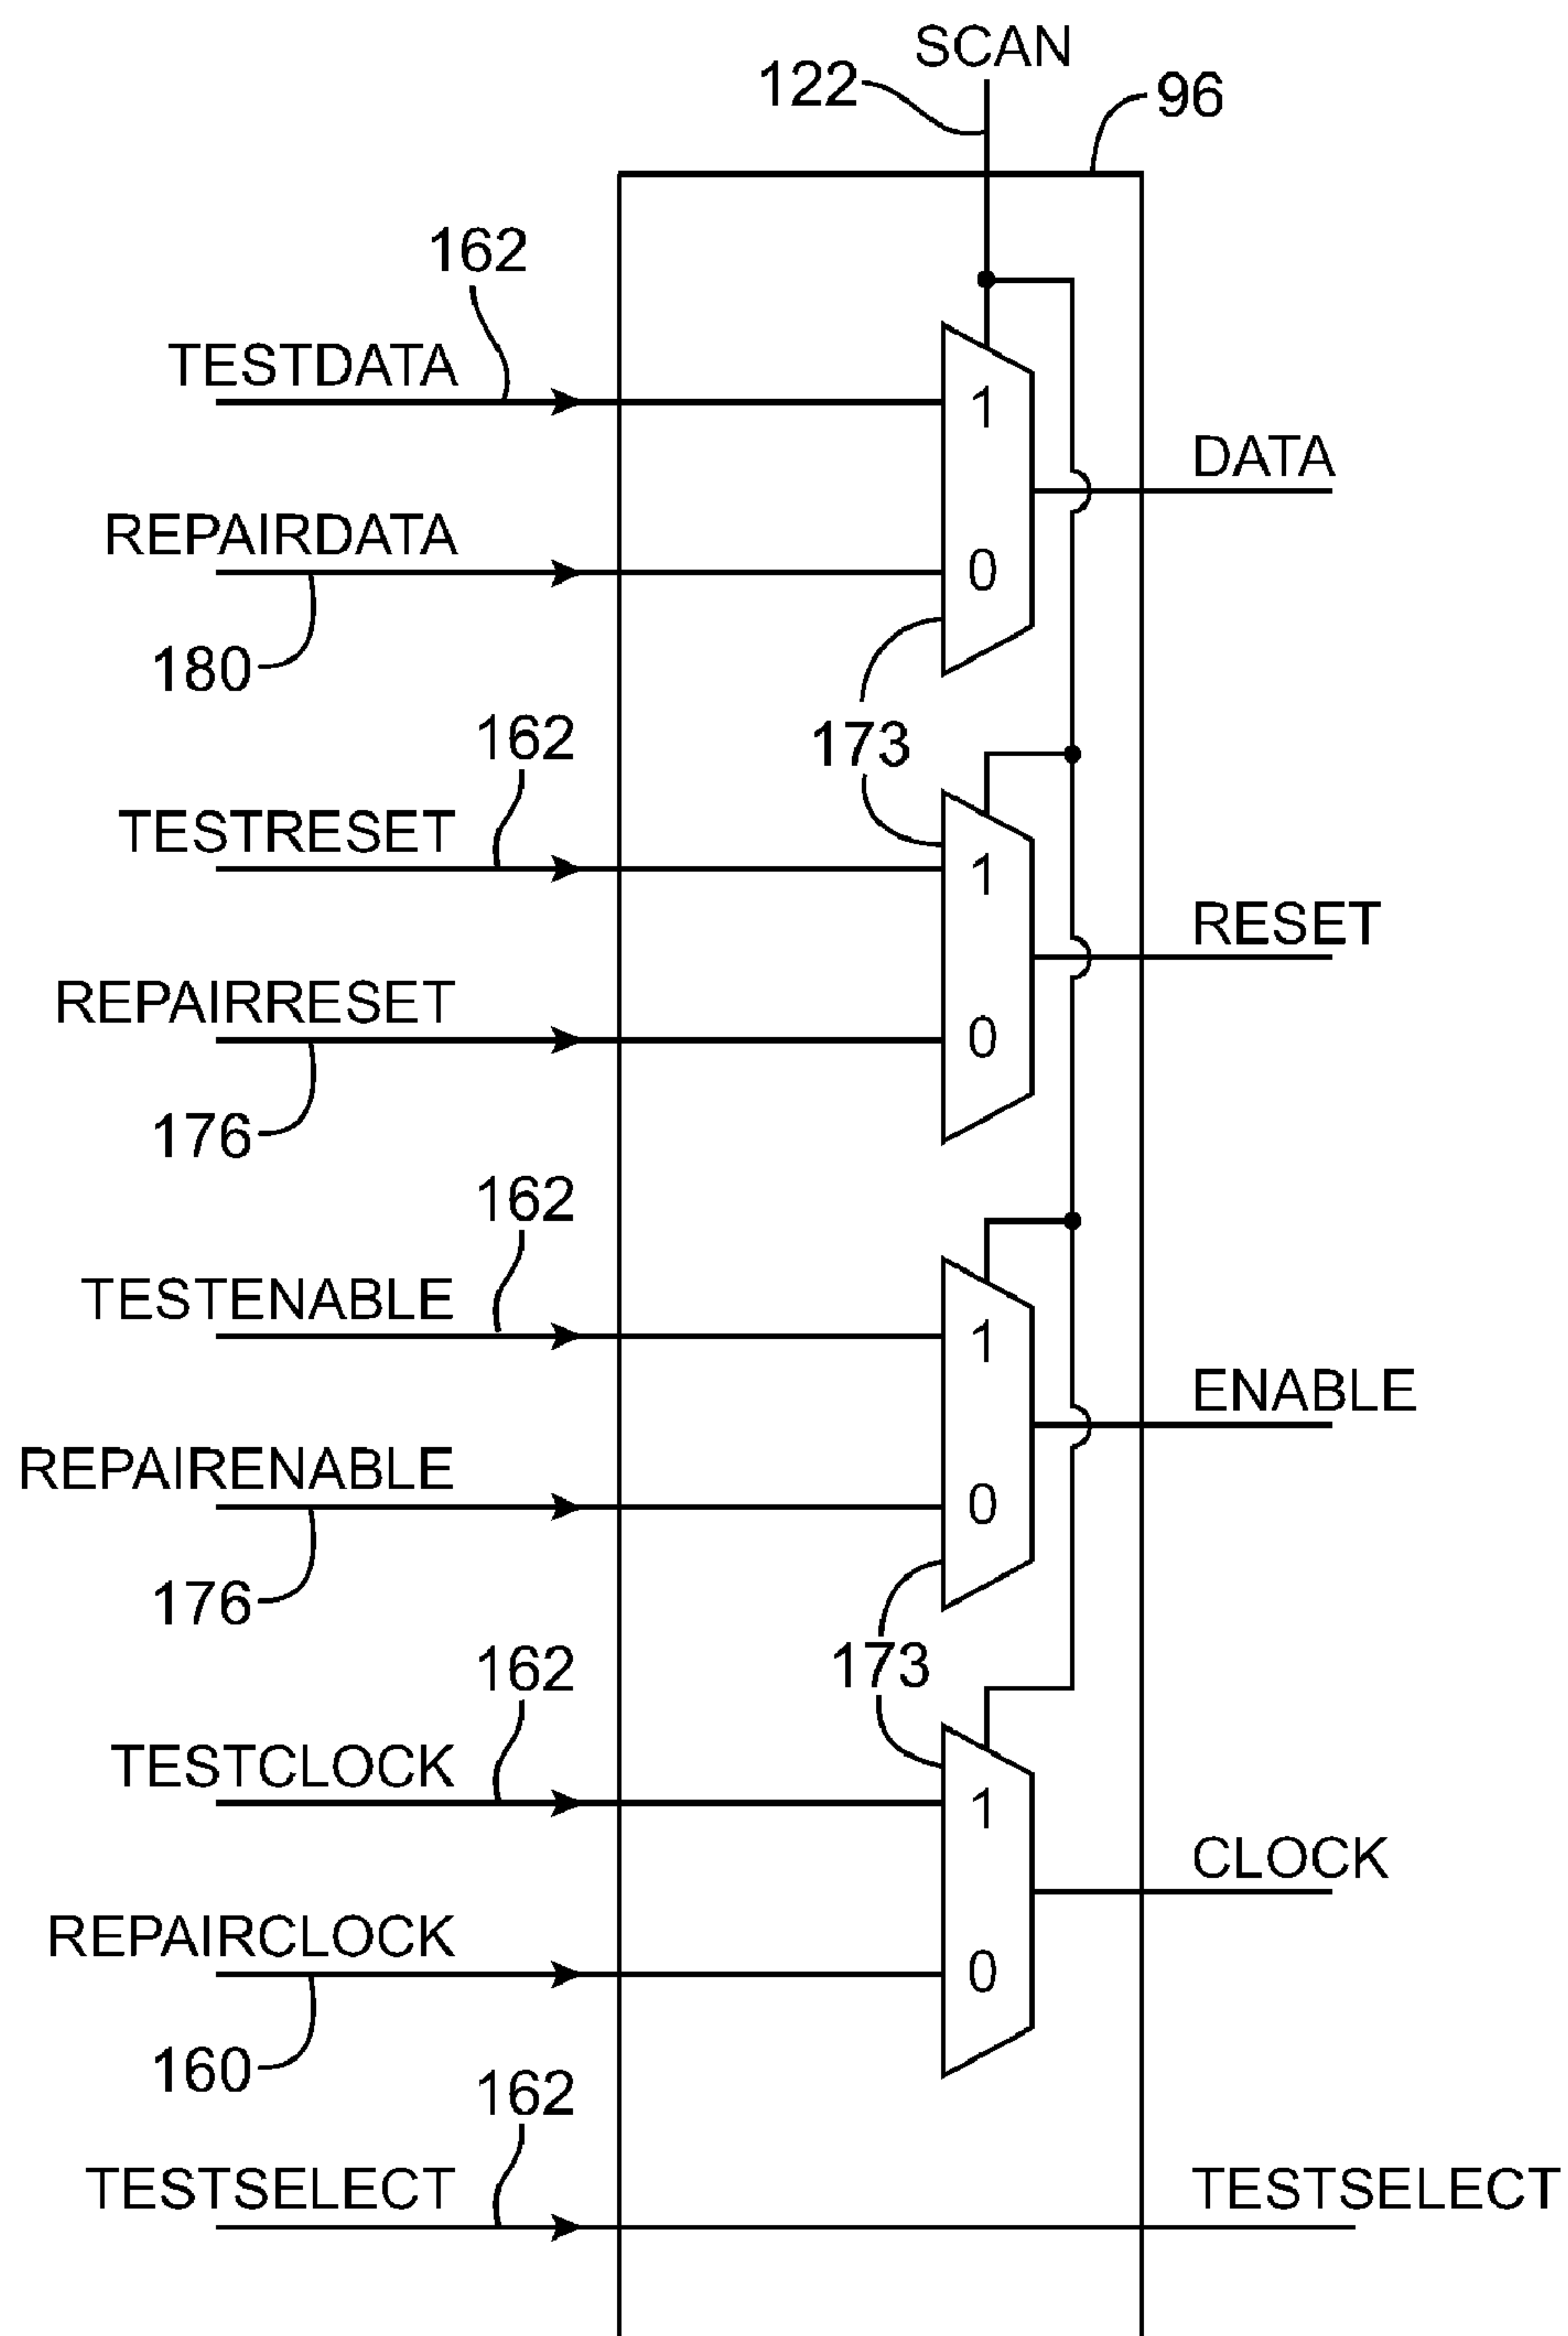 SCAN
122
96
162
TESTDATA
1
DATA
REPAIRDATA
0
180
162
173
TESTRESET
1
RESET
REPAIRRESET
0
176
162
TESTENABLE
1
ENABLE
REPAIRENABLE
0
176
162
173
TESTCLOCK
1
CLOCK
REPAIRCLOCK
0
160
162
TESTSELECT
TESTSELECT